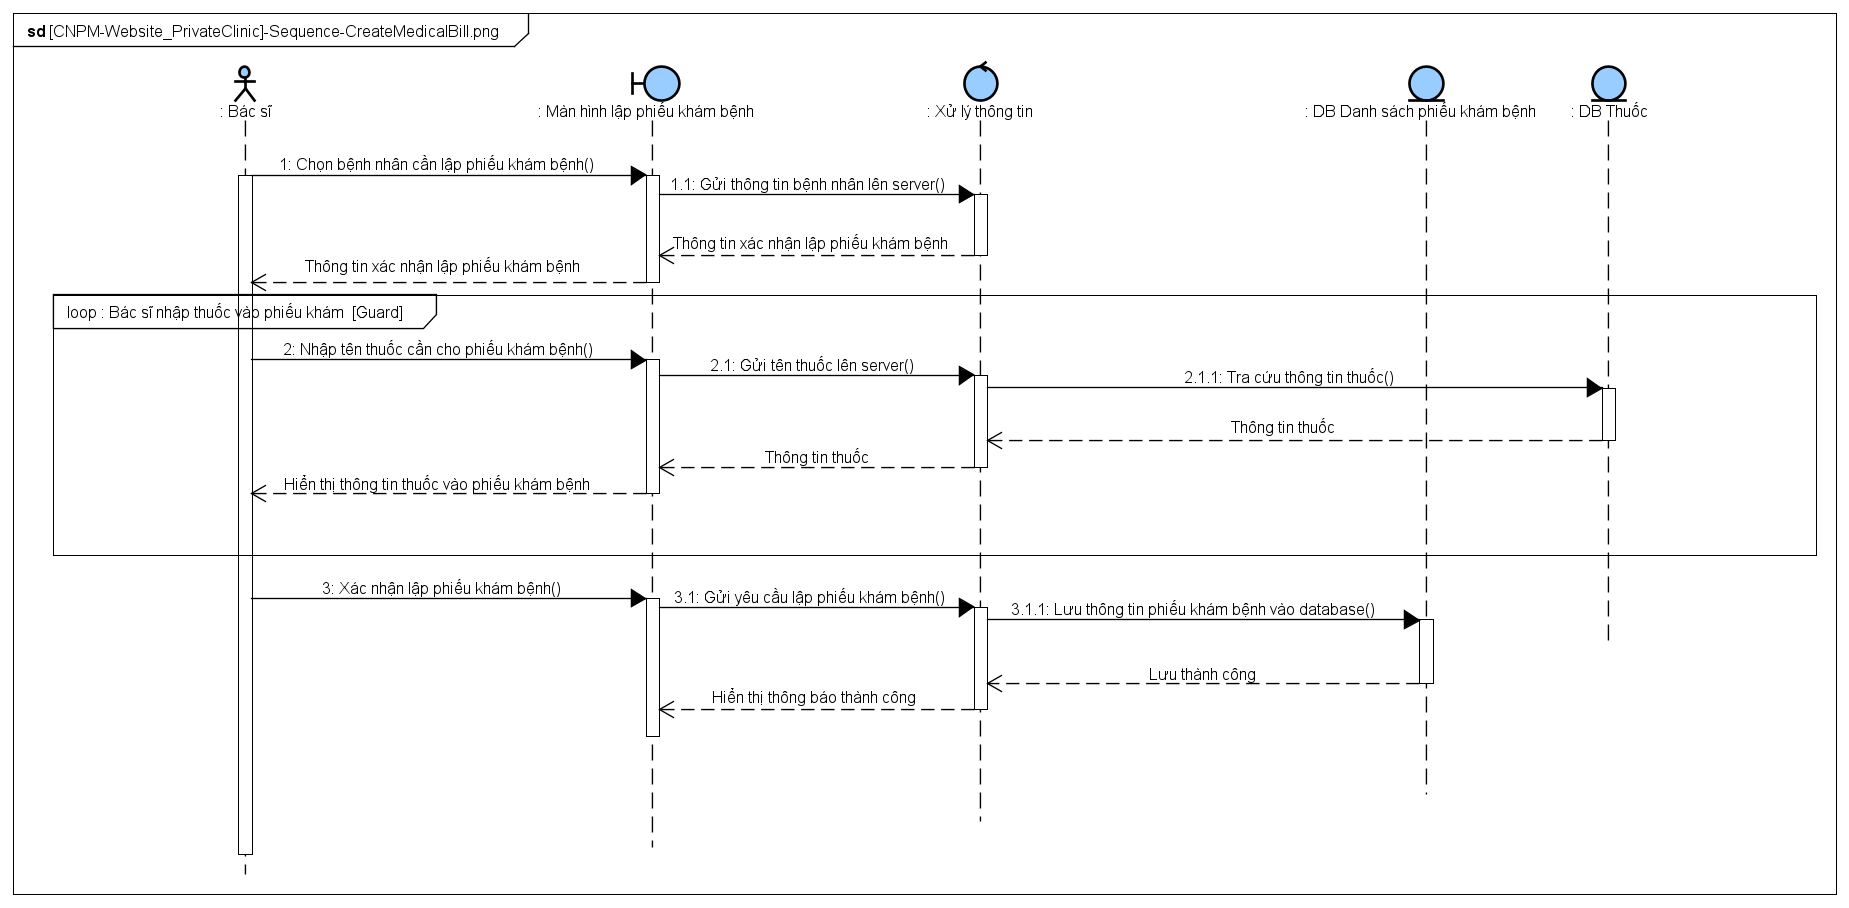 sd [CNPM-Website_PrivateClinic]-Sequence-CreateMedicalBill.png
: Bác sĩ
: Màn hình lập phiếu khám bệnh
: Xử lý thông tin
: DB Danh sách phiếu khám bệnh
: DB Thuốc
1: Chọn bệnh nhân cần lập phiếu khám bệnh()
1.1: Gửi thông tin bệnh nhân lên server()
Thông tin xác nhận lập phiếu khám bệnh
Thông tin xác nhận lập phiếu khám bệnh
loop : Bác sĩ nhập thuốc vào phiếu khám [Guard]
2: Nhập tên thuốc cần cho phiếu khám bệnh()
2.1: Gửi tên thuốc lên server()
2.1.1: Tra cứu thông tin thuốc()
Thông tin thuốc
Thông tin thuốc
Hiển thị thông tin thuốc vào phiếu khám bệnh
3: Xác nhận lập phiếu khám bệnh()
3.1: Gửi yêu cầu lập phiếu khám bệnh()
3.1.1: Lưu thông tin phiếu khám bệnh vào database()
Lưu thành công
Hiển thị thông báo thành công